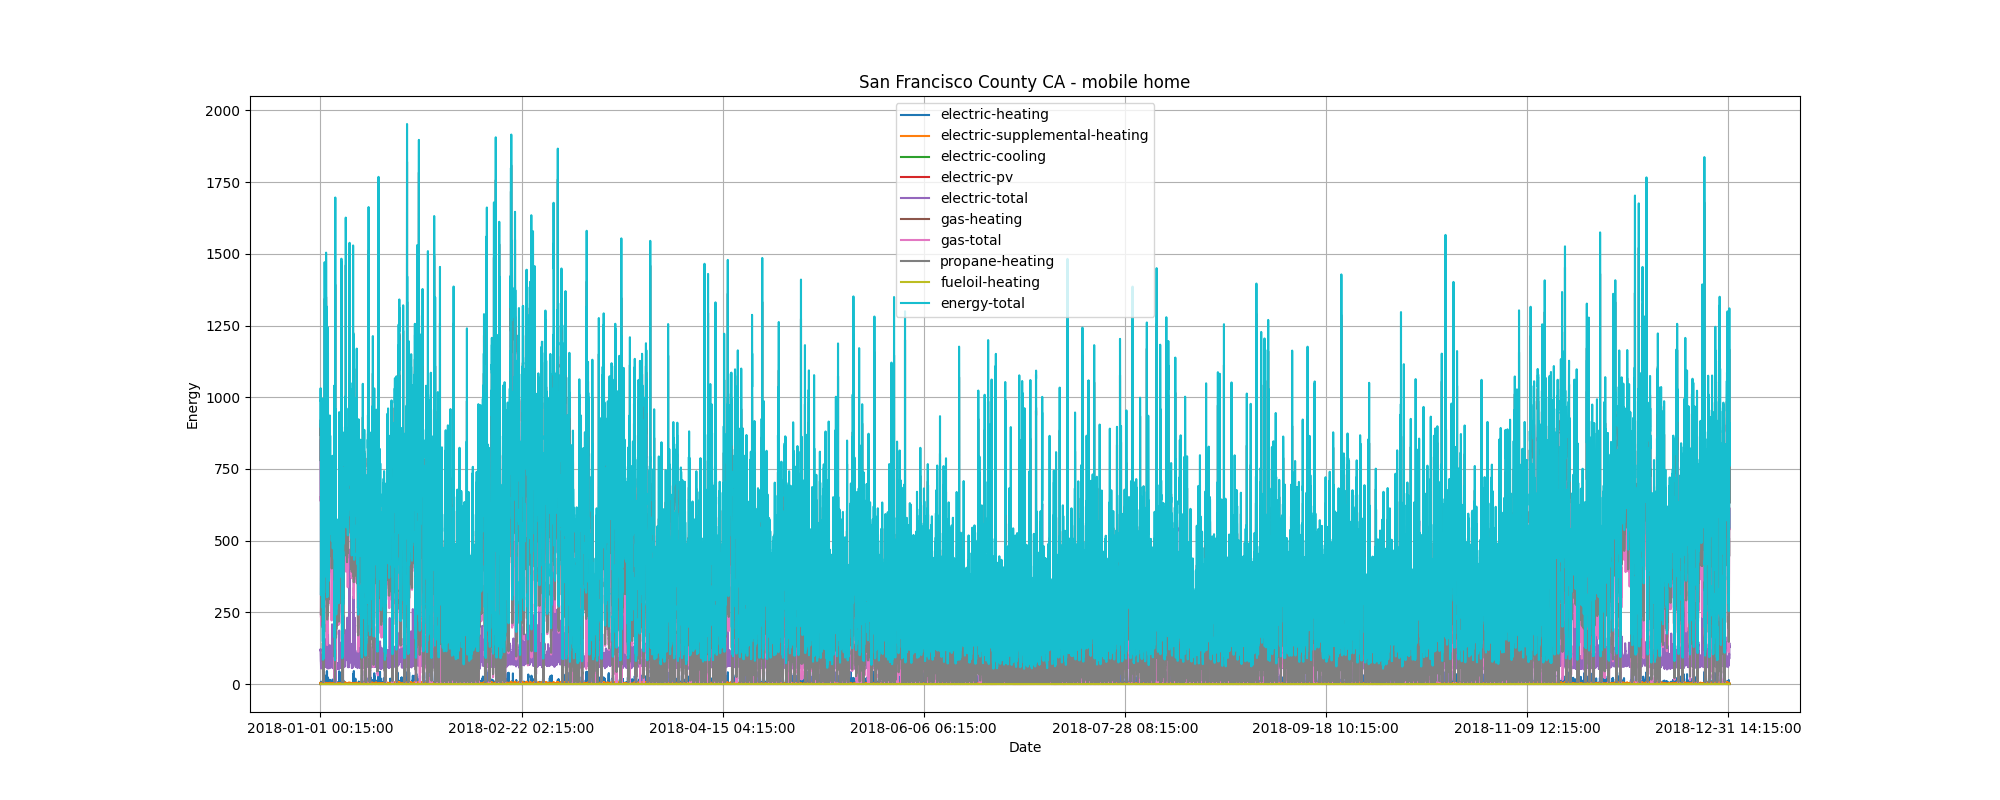 San Francisco County CA - mobile home
2000
1750
1500
1250
1000
750
500
250
0
Energy
electric-heating
electric-supplemental-heating
electric-cooling
electric-pv
electric-total
gas-heating
gas-total
propane-heating
fueloil-heating
energy-total
2018-01-01 00:15:00
2018-02-22 02:15:00
2018-04-15 04:15:00
2018-06-06 06:15:00
2018-07-28 08:15:00
2018-09-18 10:15:00
2018-11-09 12:15:00
2018-12-31 14:15:00
Date